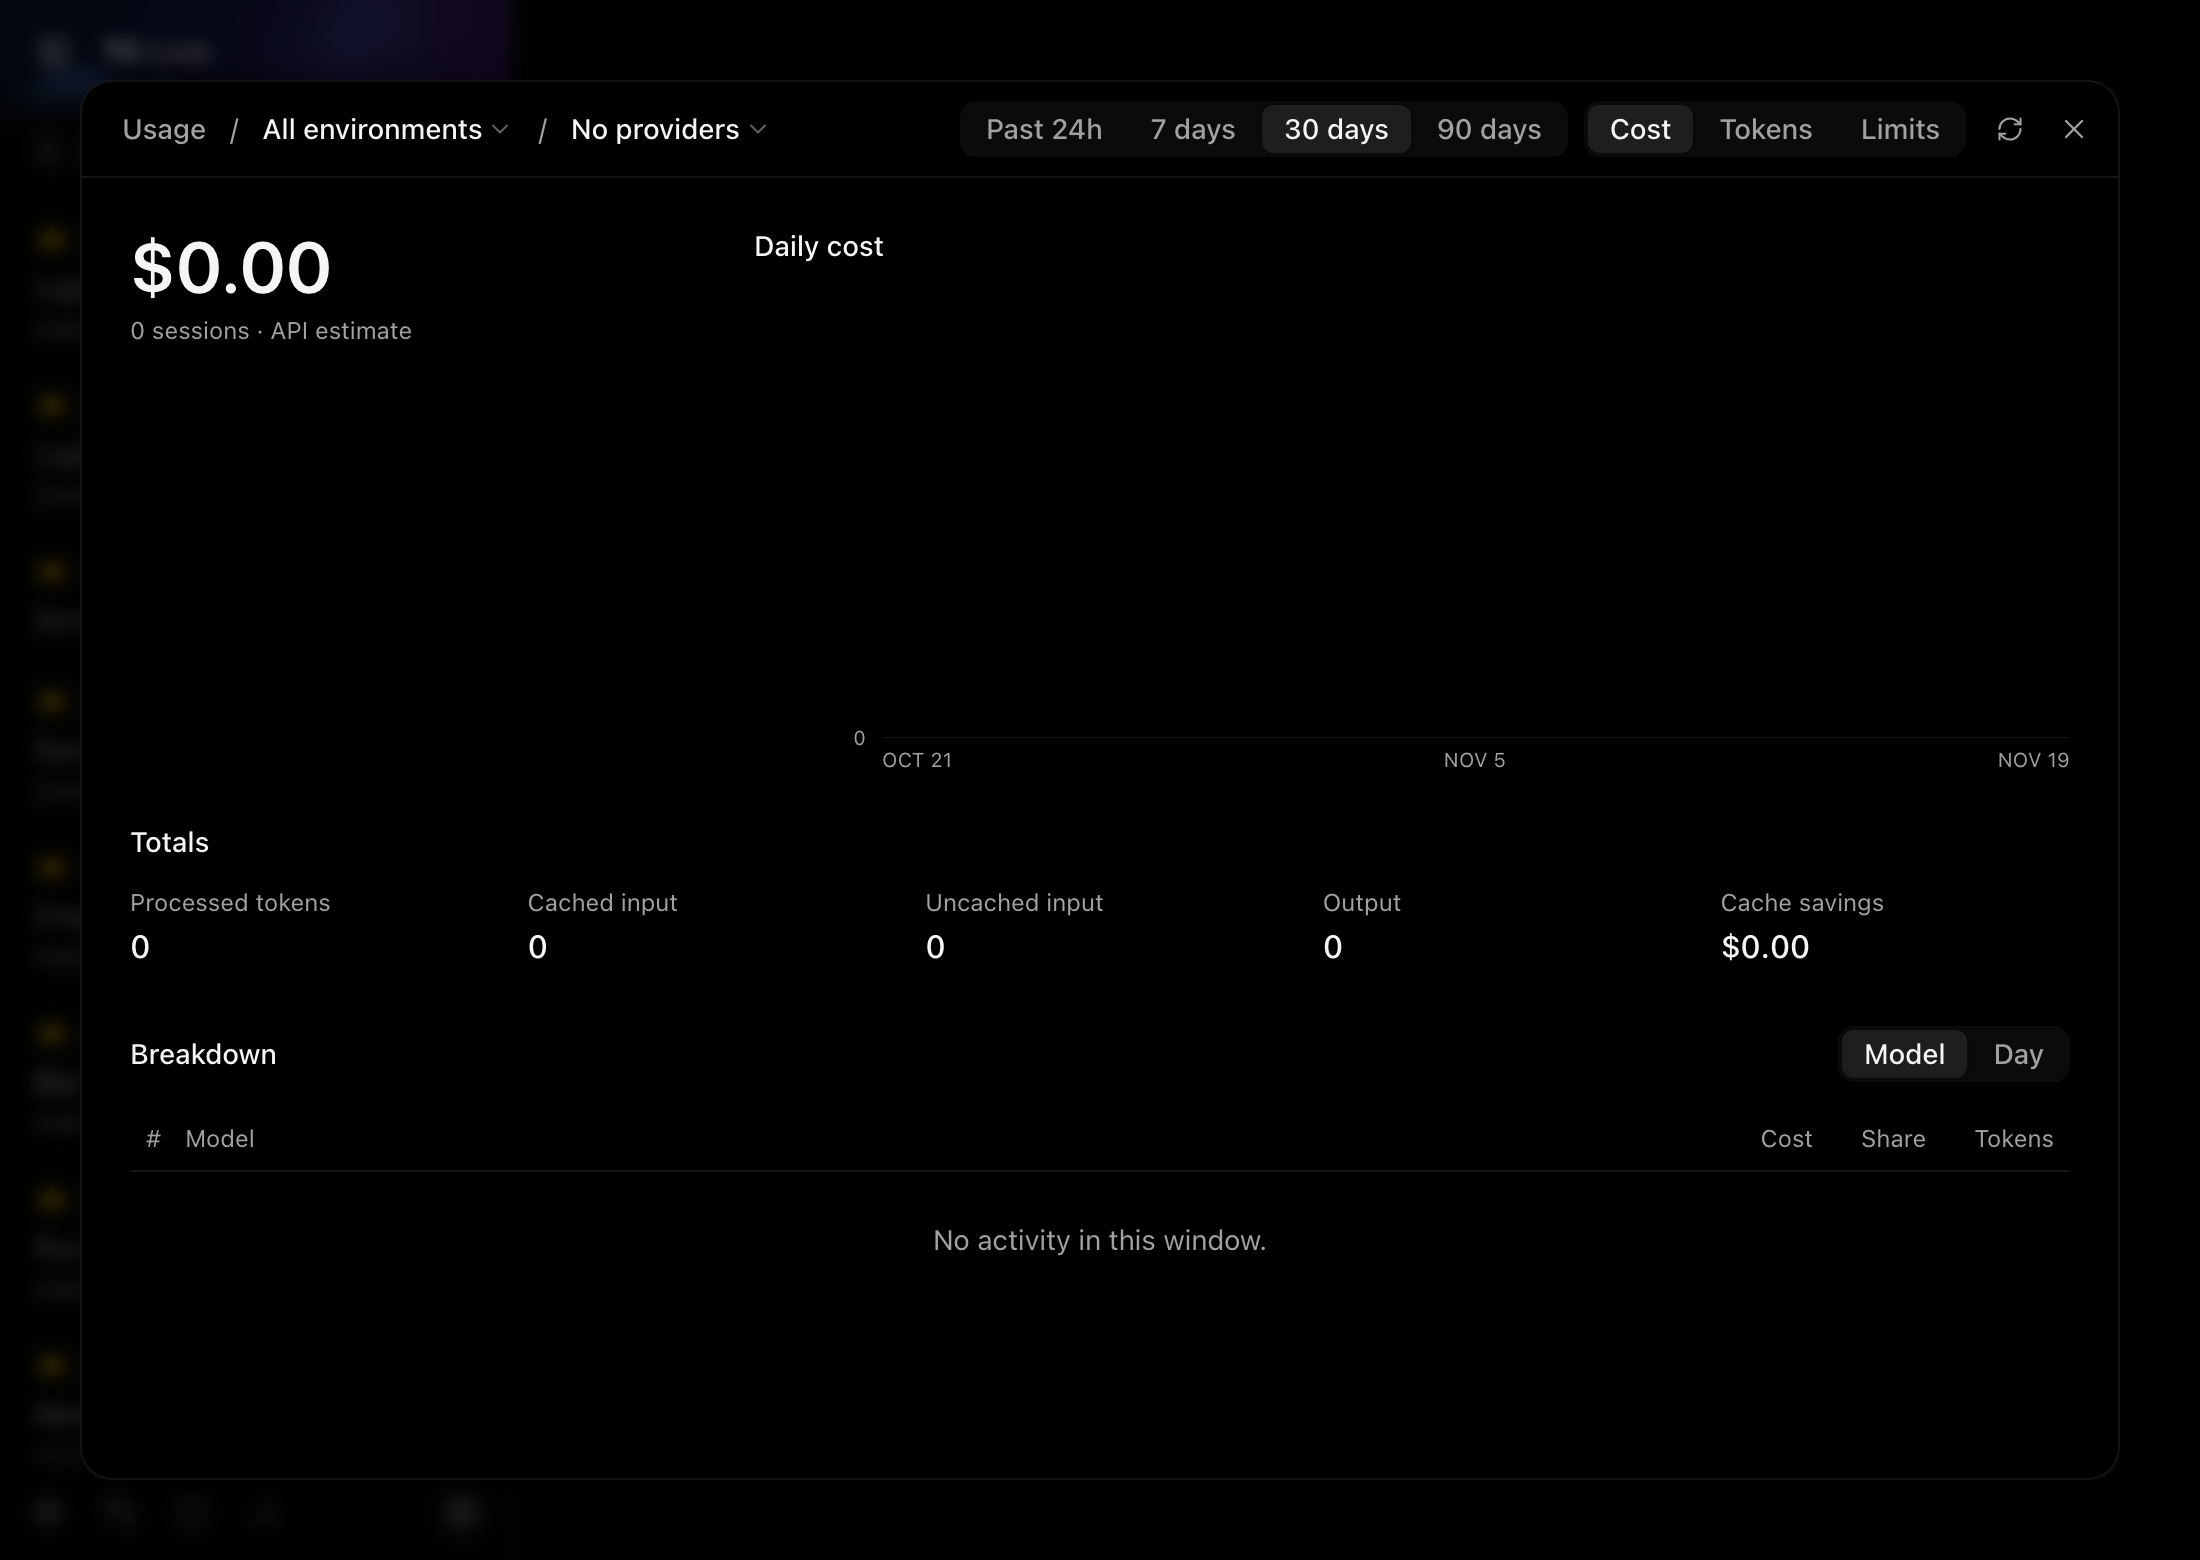 Usage / All environments / No providers
Past 24h 7 days 30 days 90 days
Cost Tokens Limits
$0.00
0 sessions · API estimate
Daily cost
0
OCT 21 NOV 5 NOV 19
Totals
Processed tokens Cached input Uncached input Output Cache savings
0 0 0 0 $0.00
Breakdown
Model Day
# Model Cost Share Tokens
No activity in this window.